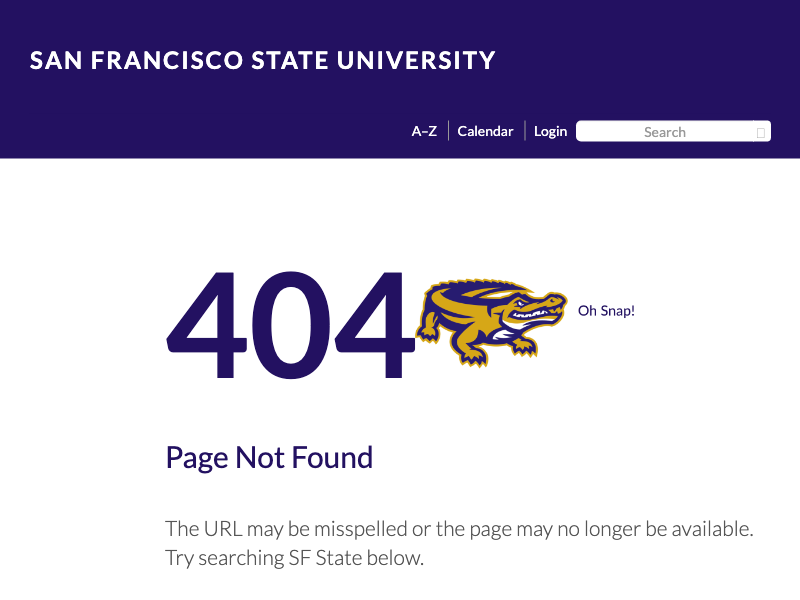 SAN FRANCISCO STATE UNIVERSITY
A–Z
Calendar
Login
Search
404
Oh Snap!
Page Not Found
The URL may be misspelled or the page may no longer be available.
Try searching SF State below.